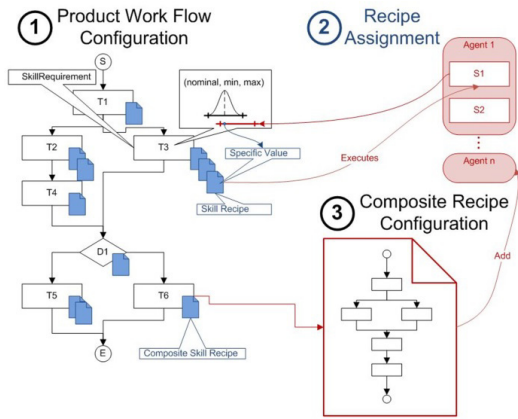 1 Product Work Flow
Configuration
2 Recipe
Assignment
S
SkillRequirement
T1
(nominal, min, max)
Agent 1
S1
S2
T2
T3
Specific Value
Executes
T4
Skill Recipe
Agent n
3 Composite Recipe
Configuration
D1
Add
T5
T6
E
Composite Skill Recipe